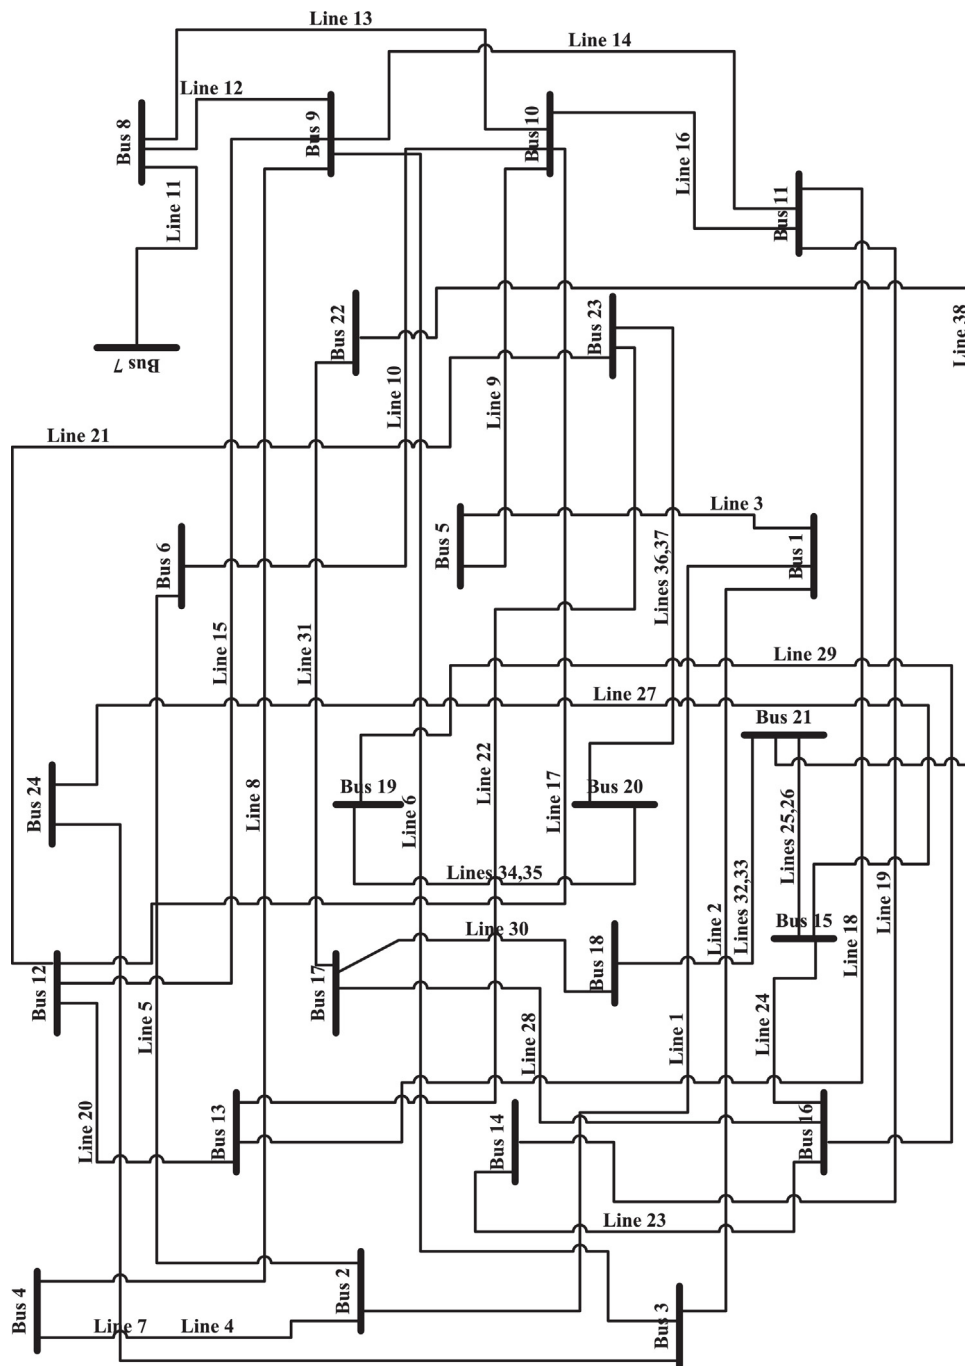 Line 13
Line 14
Line 12
Bus 8
Bus 9
Bus 10
Line 16
Line 11
Bus 11
Bus 7
Bus 22
Bus 23
Line 38
Line 10
Line 9
Line 21
Line 3
Bus 6
Bus 5
Bus 1
Lines 36,37
Line 15
Line 31
Line 29
Line 27
Bus 21
Line 22
Bus 24
Line 8
Bus 19
Line 6
Line 17
Bus 20
Lines 25,26
Lines 34,35
Lines 32,33
Line 19
Line 2
Bus 15
Line 18
Line 30
Bus 12
Bus 17
Bus 18
Line 5
Line 28
Line 1
Line 24
Line 20
Bus 13
Bus 14
Bus 16
Line 23
Bus 4
Bus 2
Bus 3
Line 7
Line 4